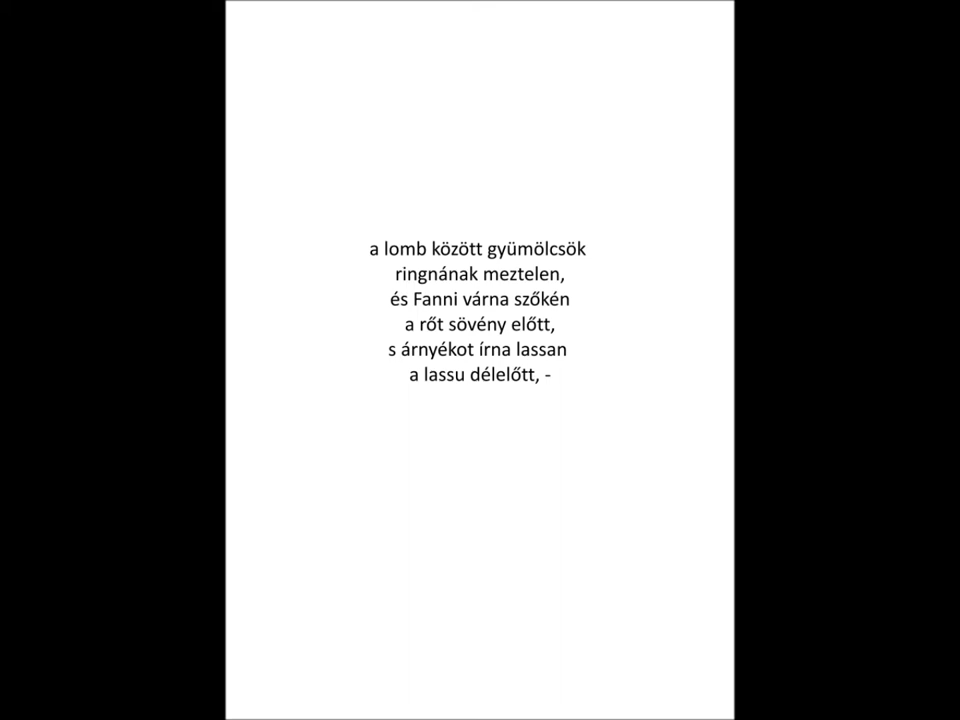 a lomb között gyümölcsök
ringnának meztelen,
és Fanni várna szőkén
a rőt sövény előtt,
s árnyékot írna lassan
a lassu délelőtt, -